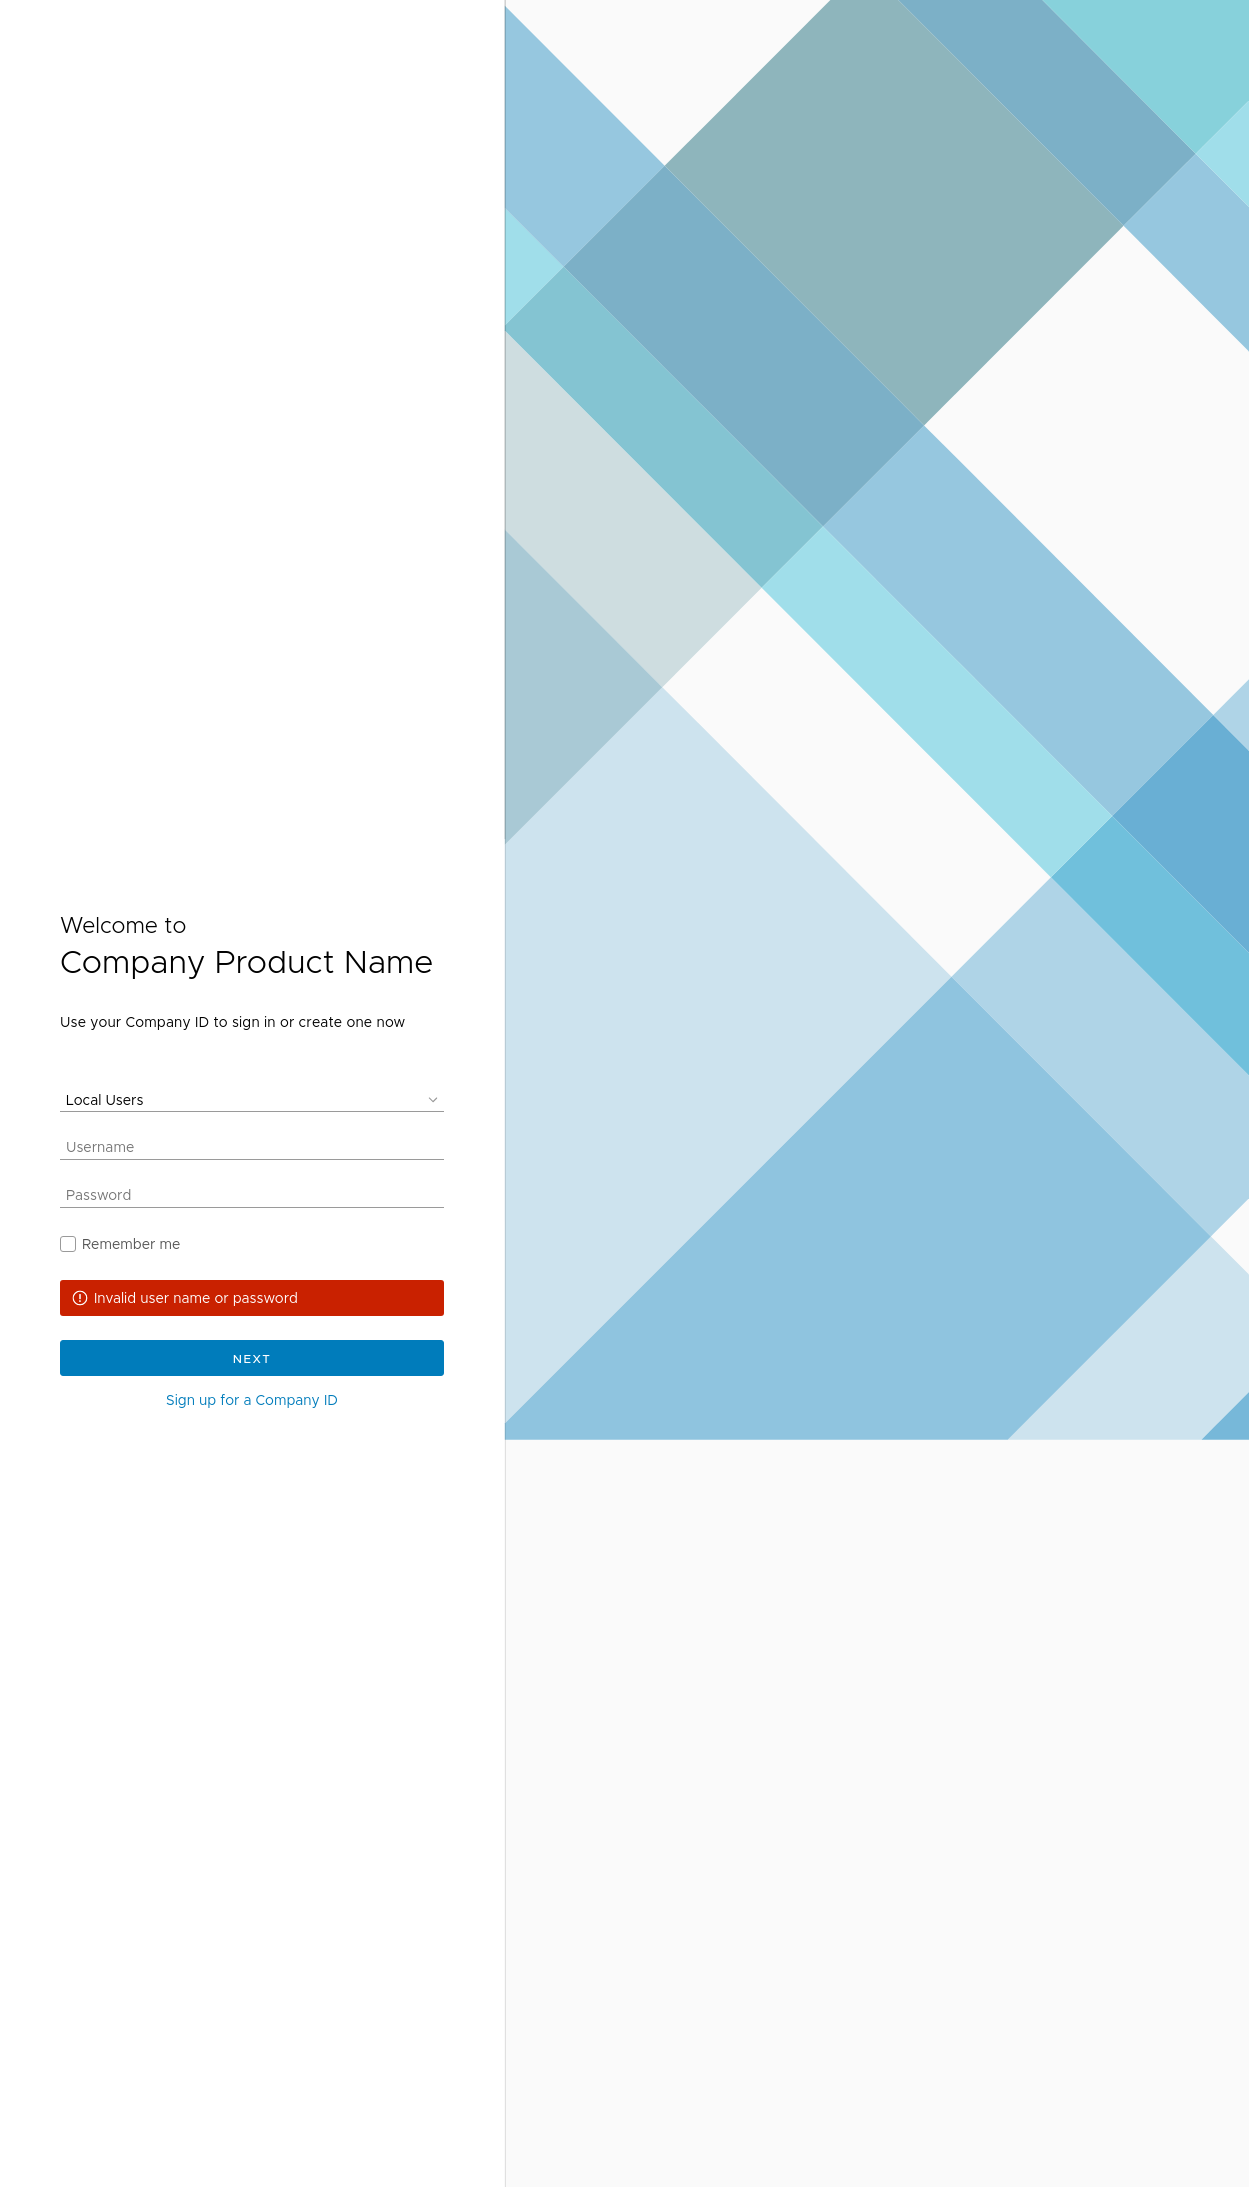 Welcome to
Company Product Name
Use your Company ID to sign in or create one now
Local Users
Username
Password
Remember me
Invalid user name or password
NEXT
Sign up for a Company ID